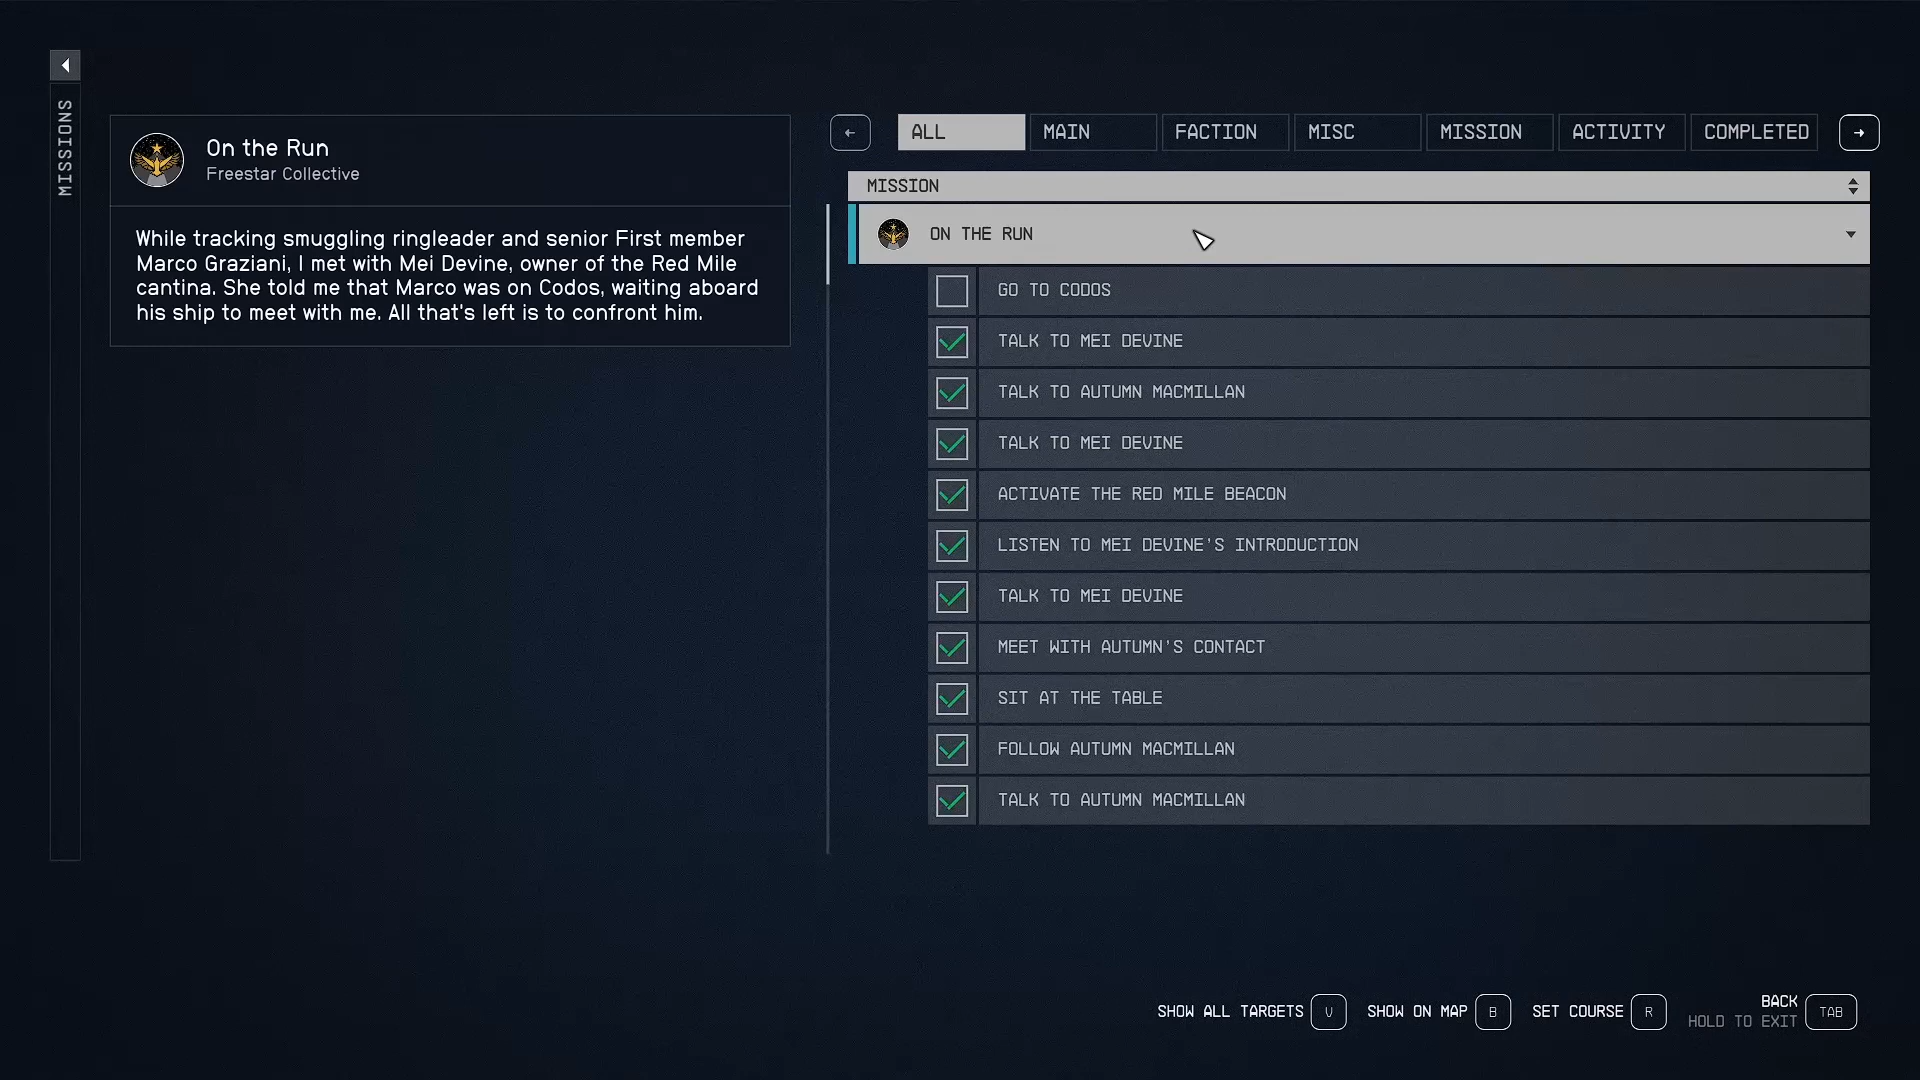 MISSIONS
On the Run
Freestar Collective
While tracking smuggling ringleader and senior First member
Marco Graziani, I met with Mei Devine, owner of the Red Mile
cantina. She told me that Marco was on Codos, waiting aboard
his ship to meet with me. All that's left is to confront him.
ALL MAIN FACTION MISC MISSION ACTIVITY COMPLETED
MISSION
ON THE RUN
GO TO CODOS
TALK TO MEI DEVINE
TALK TO AUTUMN MACMILLAN
TALK TO MEI DEVINE
ACTIVATE THE RED MILE BEACON
LISTEN TO MEI DEVINE'S INTRODUCTION
TALK TO MEI DEVINE
MEET WITH AUTUMN'S CONTACT
SIT AT THE TABLE
FOLLOW AUTUMN MACMILLAN
TALK TO AUTUMN MACMILLAN
SHOW ALL TARGETS V SHOW ON MAP B SET COURSE R BACK TAB
HOLD TO EXIT